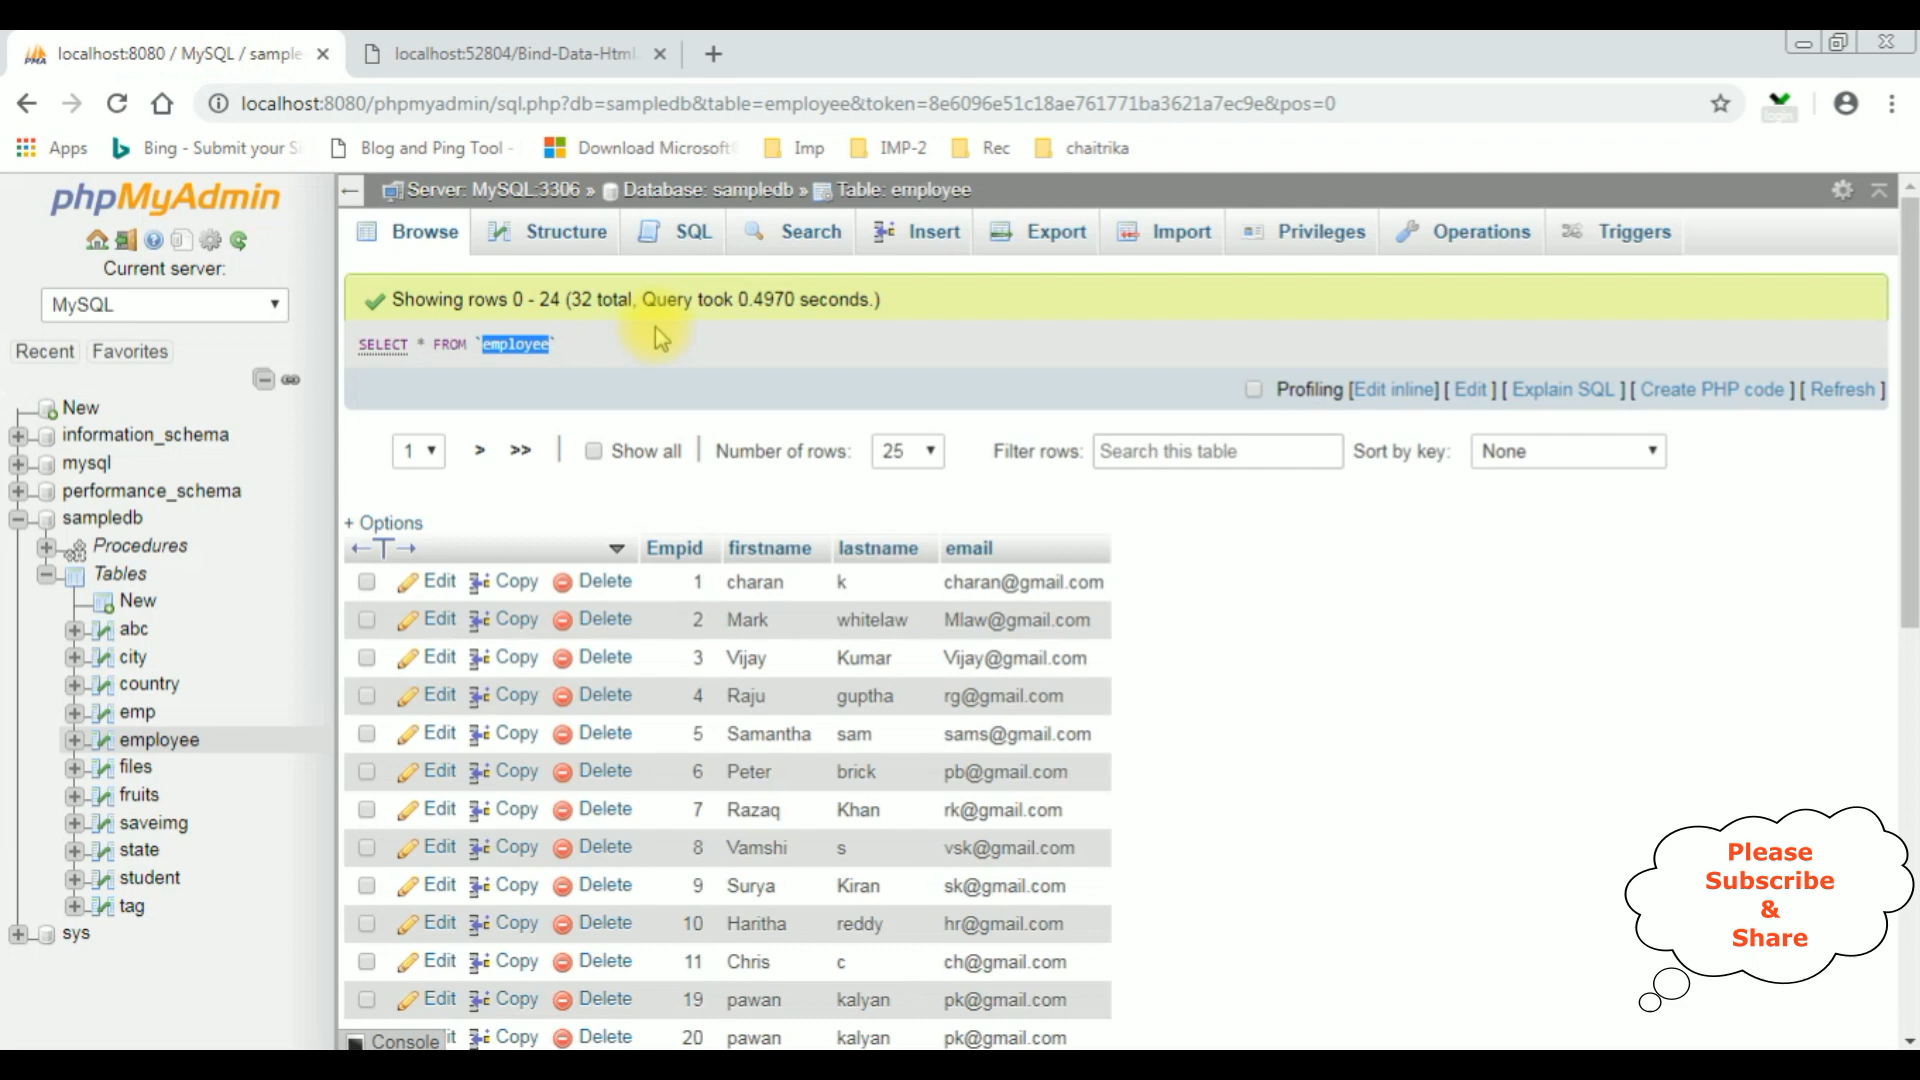 localhost:8080 / MySQL / sample
localhost:52804/Bind-Data-Html
localhost:8080/phpmyadmin/sql.php?db=sampledb&table=employee&token=8e6096e51c18ae761771ba3621a7ec9e&pos=0
login
Apps
Bing - Submit your Si
Blog and Ping Tool -
Download Microsoft
Imp
IMP-2
Rec
chaitrika
phpMyAdmin
Current server:
MySQL
Recent Favorites
New
information_schema
mysql
performance_schema
sampledb
Procedures
Tables
New
abc
city
country
emp
employee
files
fruits
saveimg
state
student
tag
sys
Server: MySQL:3306 » Database: sampledb » Table: employee
Browse Structure SQL Search Insert Export Import Privileges Operations Triggers
Showing rows 0 - 24 (32 total, Query took 0.4970 seconds.)
SELECT * FROM `employee`
Profiling [Edit inline] [ Edit ] [ Explain SQL ] [ Create PHP code ] [ Refresh ]
1 > >> | Show all | Number of rows: 25 Filter rows: Search this table Sort by key: None
+ Options
Empid firstname lastname email
Edit Copy Delete 1 charan k charan@gmail.com
Edit Copy Delete 2 Mark whitelaw Mlaw@gmail.com
Edit Copy Delete 3 Vijay Kumar Vijay@gmail.com
Edit Copy Delete 4 Raju guptha rg@gmail.com
Edit Copy Delete 5 Samantha sam sams@gmail.com
Edit Copy Delete 6 Peter brick pb@gmail.com
Edit Copy Delete 7 Razaq Khan rk@gmail.com
Edit Copy Delete 8 Vamshi s vsk@gmail.com
Edit Copy Delete 9 Surya Kiran sk@gmail.com
Edit Copy Delete 10 Haritha reddy hr@gmail.com
Edit Copy Delete 11 Chris c ch@gmail.com
Edit Copy Delete 19 pawan kalyan pk@gmail.com
Console it Copy Delete 20 pawan kalyan pk@gmail.com
Please
Subscribe
&
Share